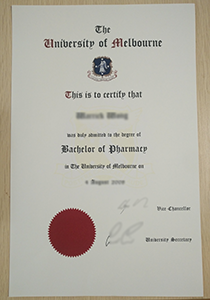 The
University of Melbourne
This is to certify that
was duly admitted to the degree of
Bachelor of Pharmacy
in The University of Melbourne on
August
Vice Chancellor
University Secretary